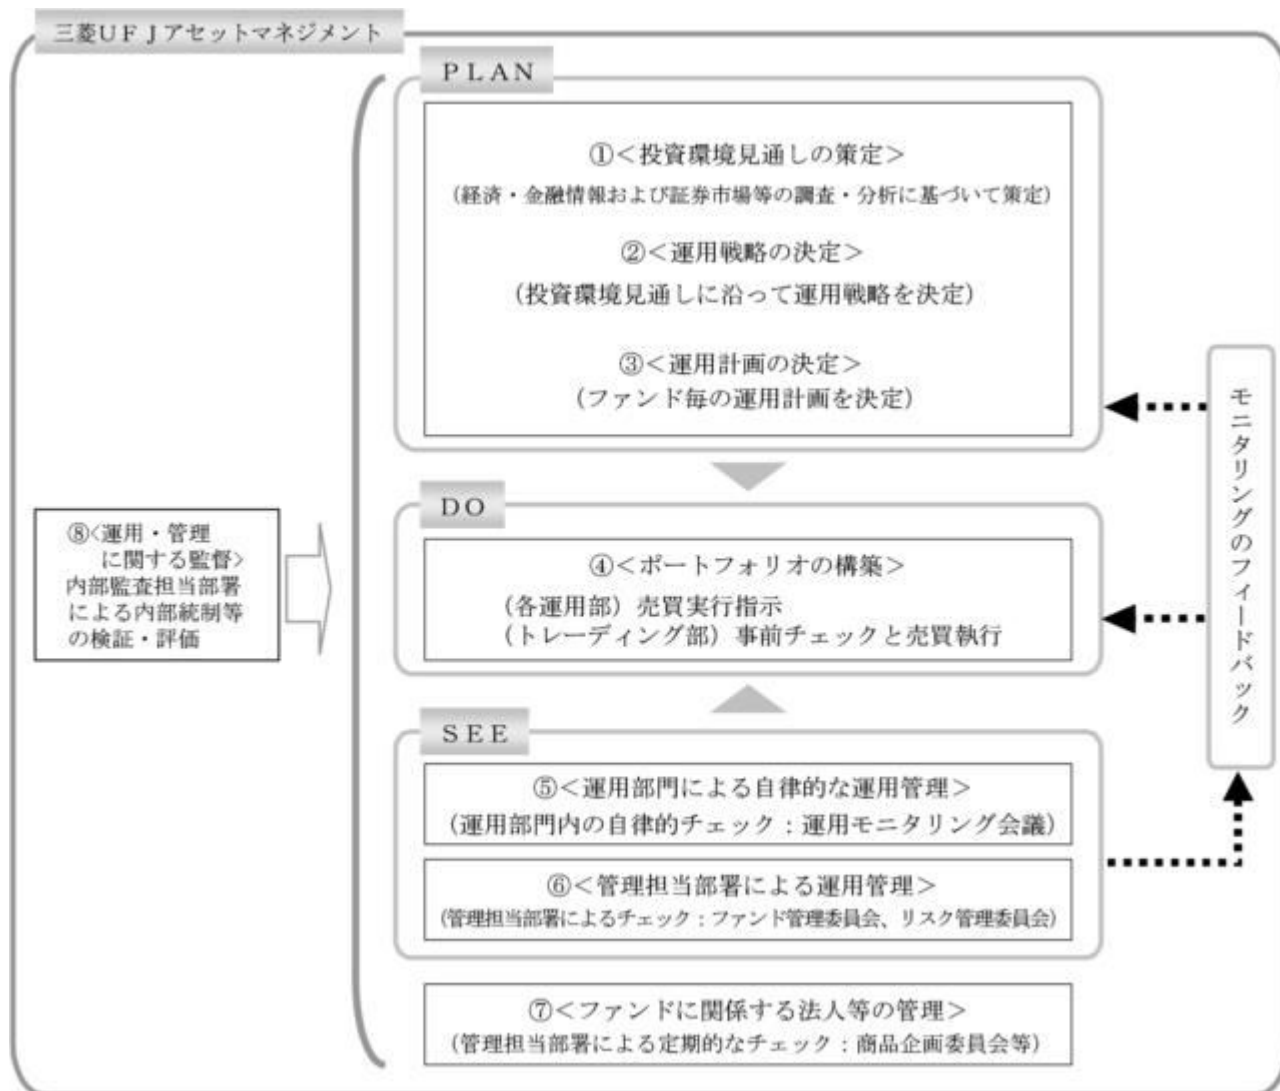 三菱ＵＦＪアセットマネジメント
ＰＬＡＮ
①＜投資環境見通しの策定＞
（経済・金融情報および証券市場等の調査・分析に基づいて策定）
②＜運用戦略の決定＞
（投資環境見通しに沿って運用戦略を決定）
③＜運用計画の決定＞
（ファンド毎の運用計画を決定）
ＤＯ
④＜ポートフォリオの構築＞
（各運用部）売買実行指示
（トレーディング部）事前チェックと売買執行
ＳＥＥ
⑤＜運用部門による自律的な運用管理＞
（運用部門内の自律的チェック：運用モニタリング会議）
⑥＜管理担当部署による運用管理＞
（管理担当部署によるチェック：ファンド管理委員会、リスク管理委員会）
⑦＜ファンドに関係する法人等の管理＞
（管理担当部署による定期的なチェック：商品企画委員会等）
⑧＜運用・管理
に関する監督＞
内部監査担当部署
による内部統制等
の検証・評価
モニタリングのフィードバック